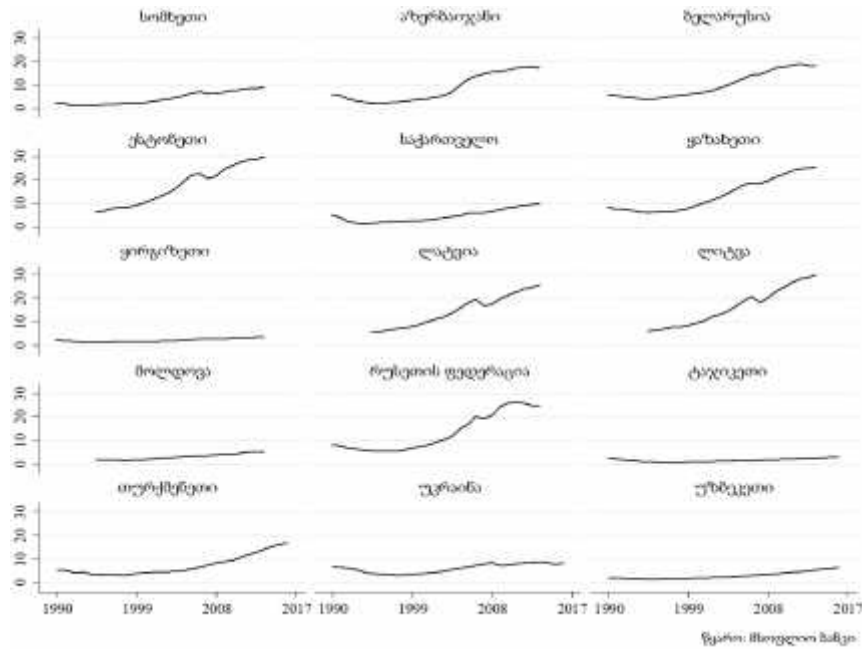 სომხეთი აზერბაიჯანი ბელარუსია
30
20
10
0
ესტონეთი საქართველო ყაზახეთი
30
20
10
0
ყირგიზეთი ლატვია ლიტვა
30
20
10
0
მოლდოვა რუსეთის ფედერაცია ტაჯიკეთი
30
20
10
0
თურქმენეთი უკრაინა უზბეკეთი
30
20
10
0
1990 1999 2008 2017 1990 1999 2008 2017 1990 1999 2008 2017
წყარო: მსოფლიო ბანკი